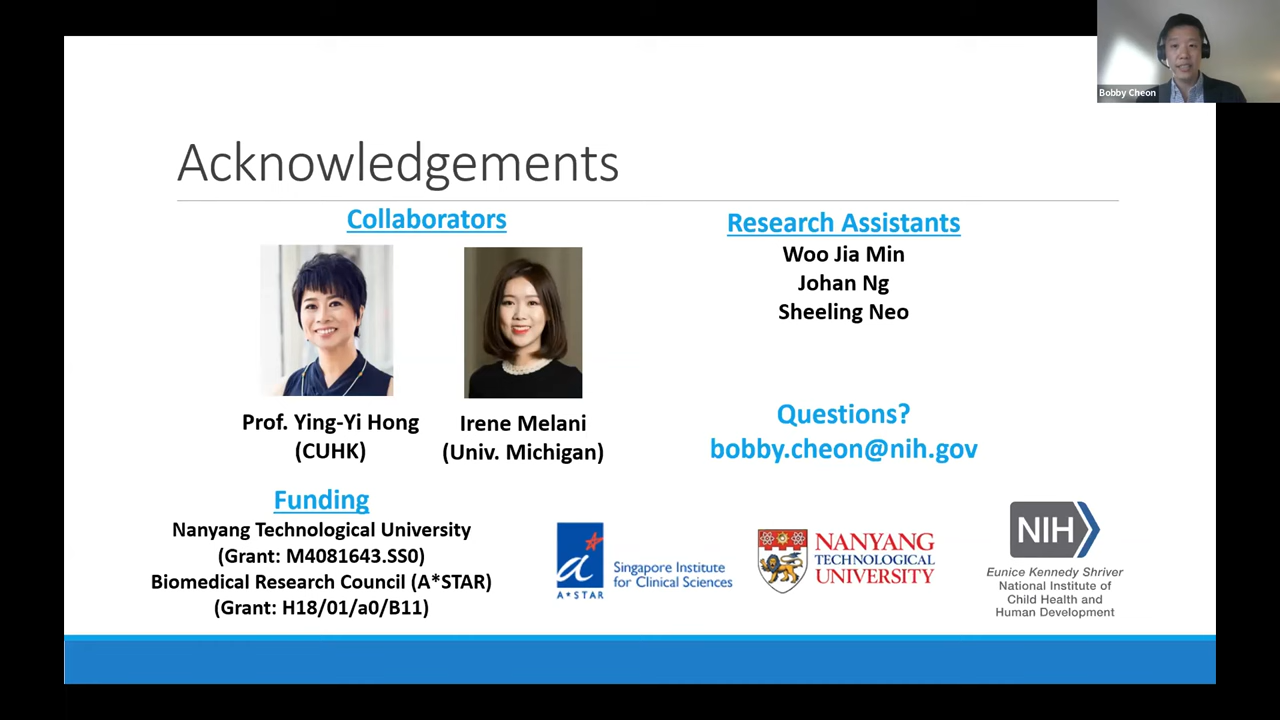 Bobby Cheon
Acknowledgements
Collaborators
Prof. Ying-Yi Hong
(CUHK)
Irene Melani
(Univ. Michigan)
Research Assistants
Woo Jia Min
Johan Ng
Sheeling Neo
Questions?
bobby.cheon@nih.gov
Funding
Nanyang Technological University
(Grant: M4081643.SS0)
Biomedical Research Council (A*STAR)
(Grant: H18/01/a0/B11)
a
A*STAR
Singapore Institute
for Clinical Sciences
NANYANG
TECHNOLOGICAL
UNIVERSITY
NIH
Eunice Kennedy Shriver
National Institute of
Child Health and
Human Development